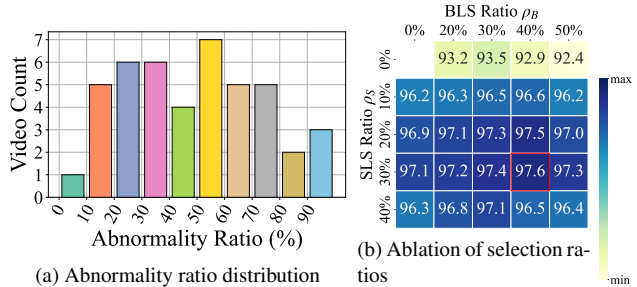 7
6
5
4
3
2
1
0
Video Count
0
10
20
30
40
50
60
70
80
90
Abnormality Ratio (%)
(a) Abnormality ratio distribution
BLS Ratio ρB
0% 20% 30% 40% 50%
SLS Ratio ρS
0% 93.2 93.5 92.9 92.4
10% 96.2 96.3 96.5 96.6 96.2
20% 96.9 97.1 97.3 97.5 97.0
30% 97.1 97.2 97.4 97.6 97.3
40% 96.3 96.8 97.1 96.5 96.4
max
min
(b) Ablation of selection ra-
tios